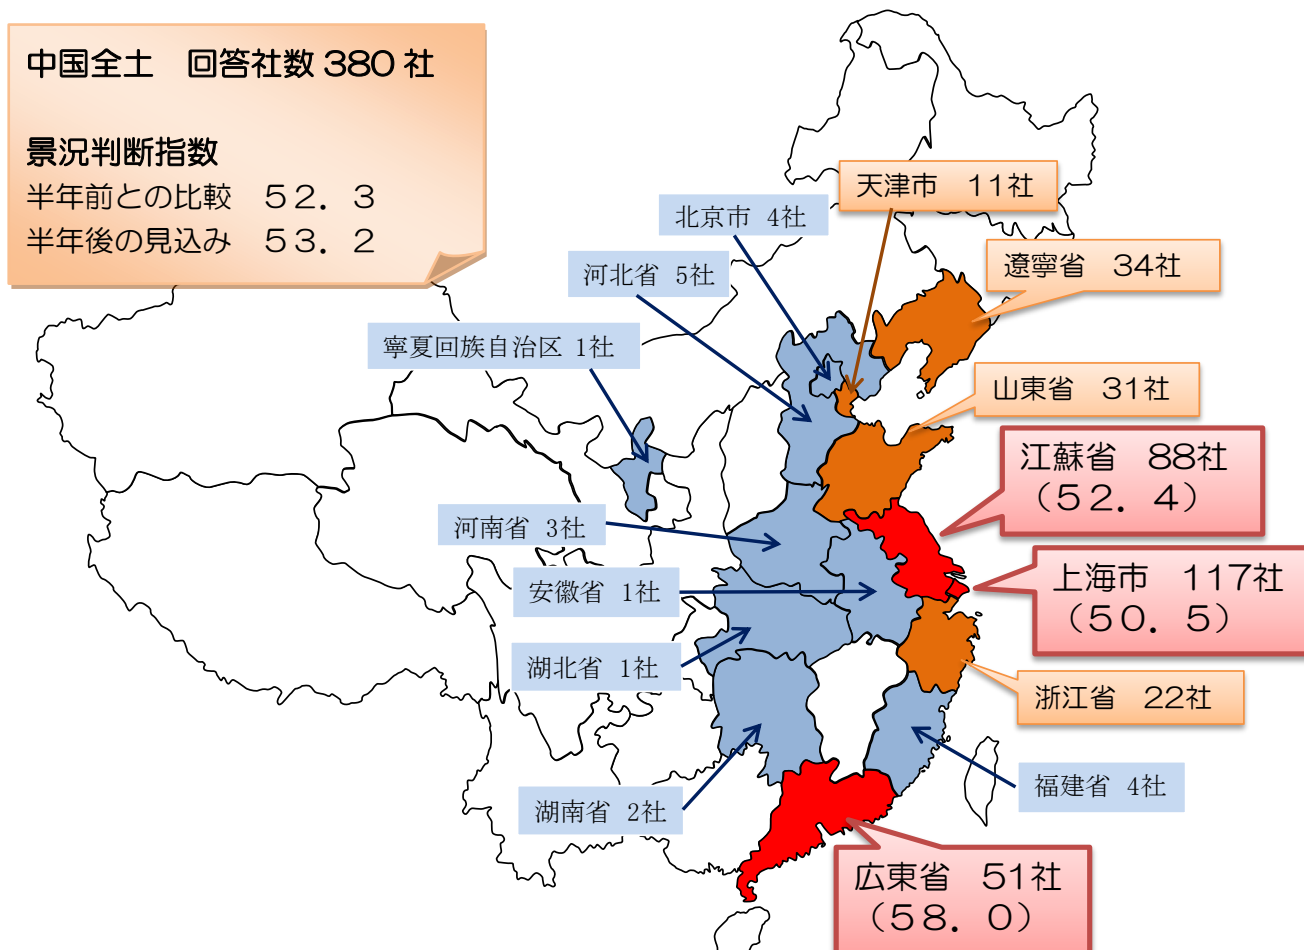 中国全土　回答社数 380 社
景況判断指数
半年前との比較　５２．３
半年後の見込み　５３．２
天津市　11社
北京市 4社
遼寧省　34社
河北省 5社
寧夏回族自治区 1社
山東省　31社
江蘇省　88社
（５２．４）
河南省 3社
上海市　117社
（５０．５）
安徽省 1社
湖北省 1社
浙江省　22社
福建省 4社
湖南省 2社
広東省　51社
（５８．０）